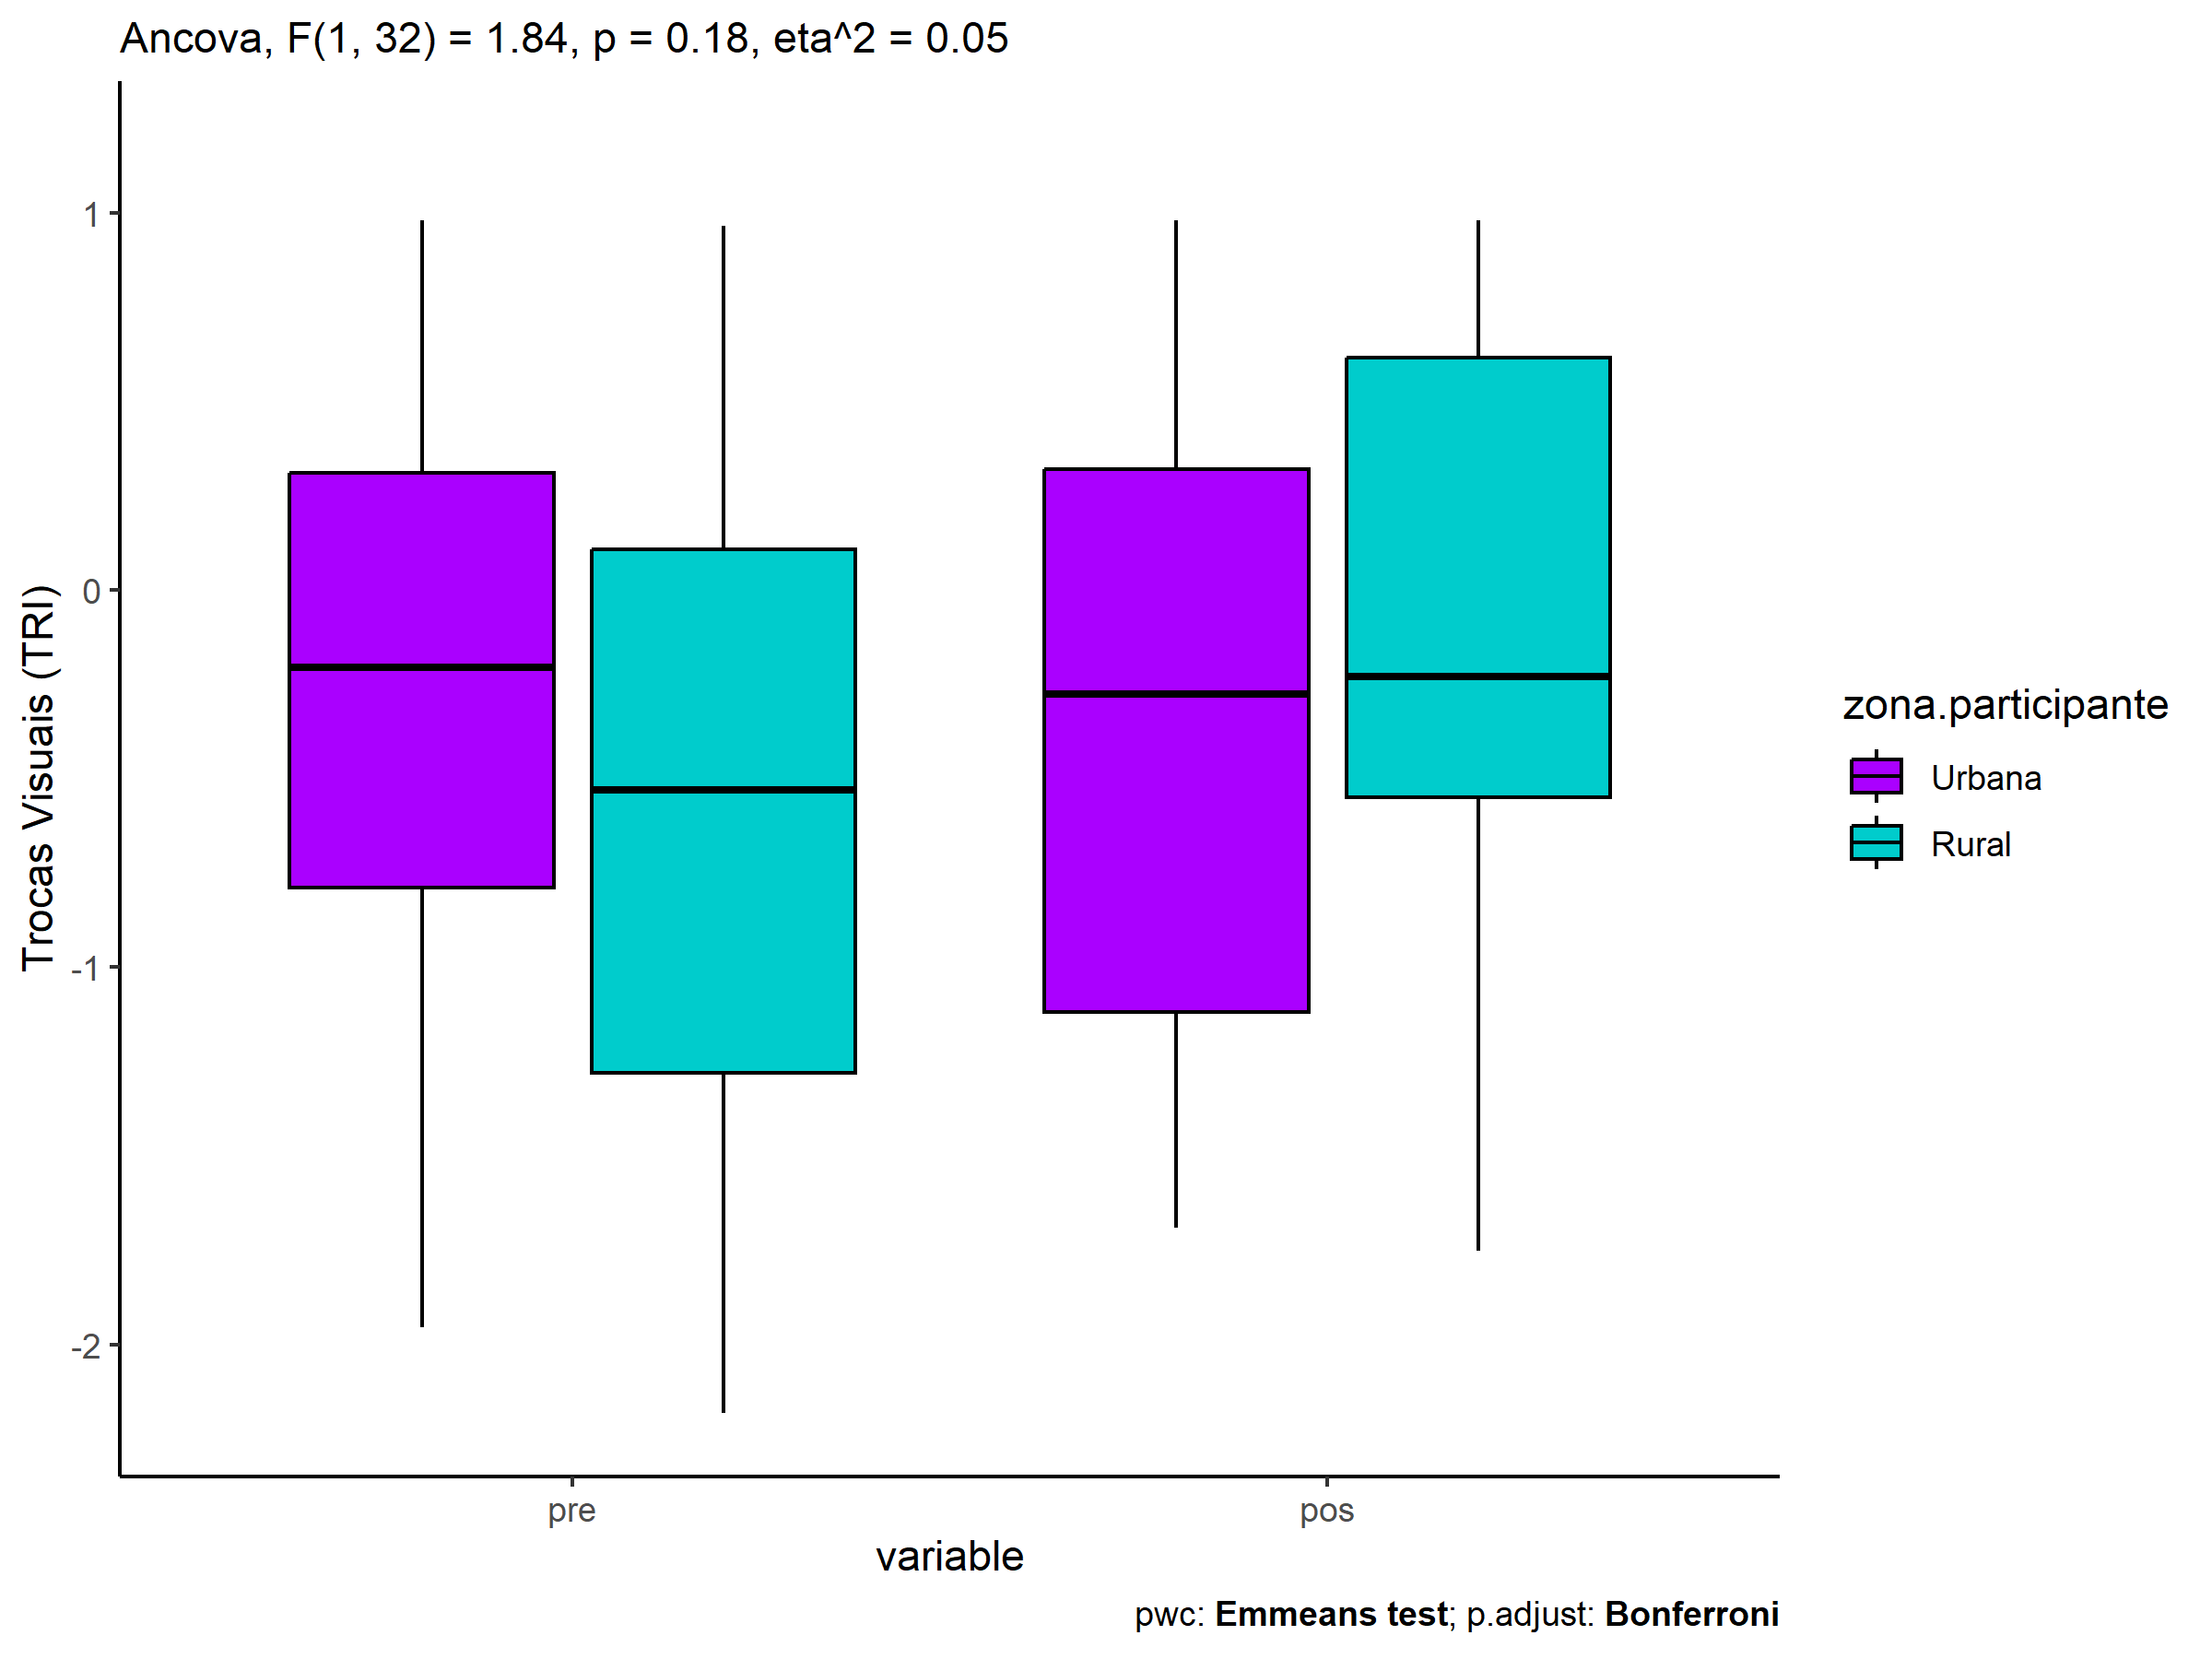 Ancova, F(1, 32) = 1.84, p = 0.18, eta^2 = 0.05
Trocas Visuais (TRI)
1
0
-1
-2
pre
pos
variable
zona.participante
Urbana
Rural
pwc: Emmeans test; p.adjust: Bonferroni